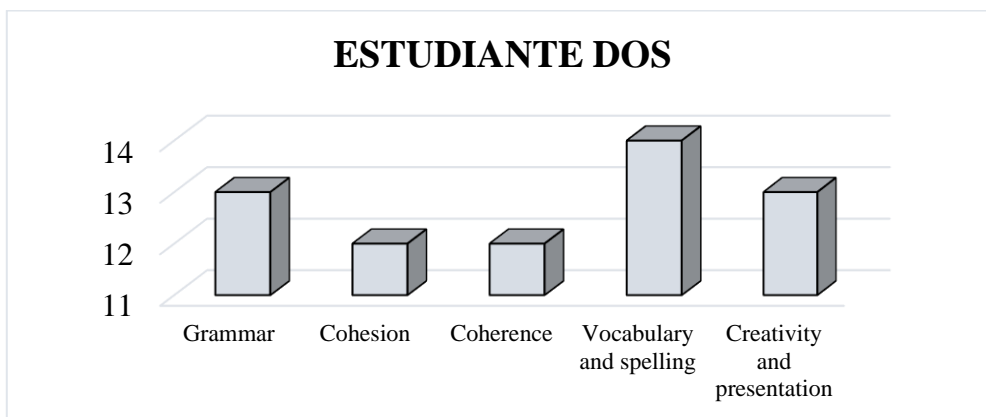 ESTUDIANTE DOS
14
13
12
11
Grammar
Cohesion
Coherence
Vocabulary
and spelling
Creativity
and
presentation